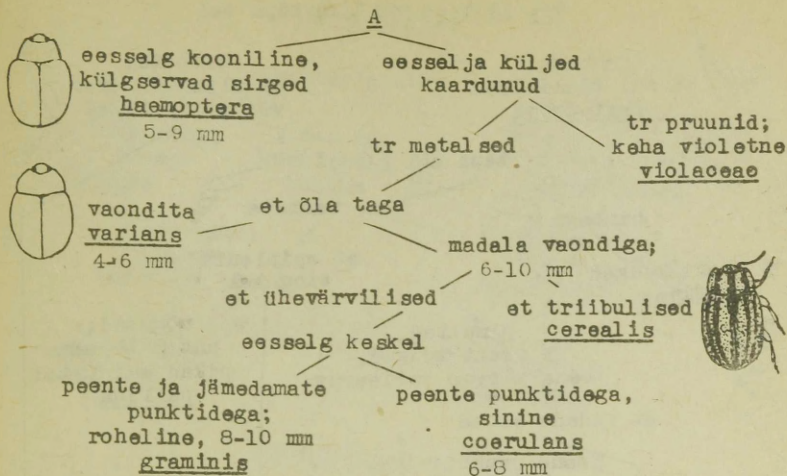 A
eesselg kooniline,
külgservad sirged
haemoptera
5-9 mm
eesselja küljed
kaardunud
tr metalsed
tr pruunid;
keha violetne
violaceae
et õla taga
vaondita
varians
4-6 mm
madala vaondiga;
6-10 mm
et ühevärvilised
et triibulised
cerealis
eesselg keskel
peente ja jämedamate
punktidega;
roheline, 8-10 mm
graminis
peente punktidega,
sinine
coerulans
6-8 mm